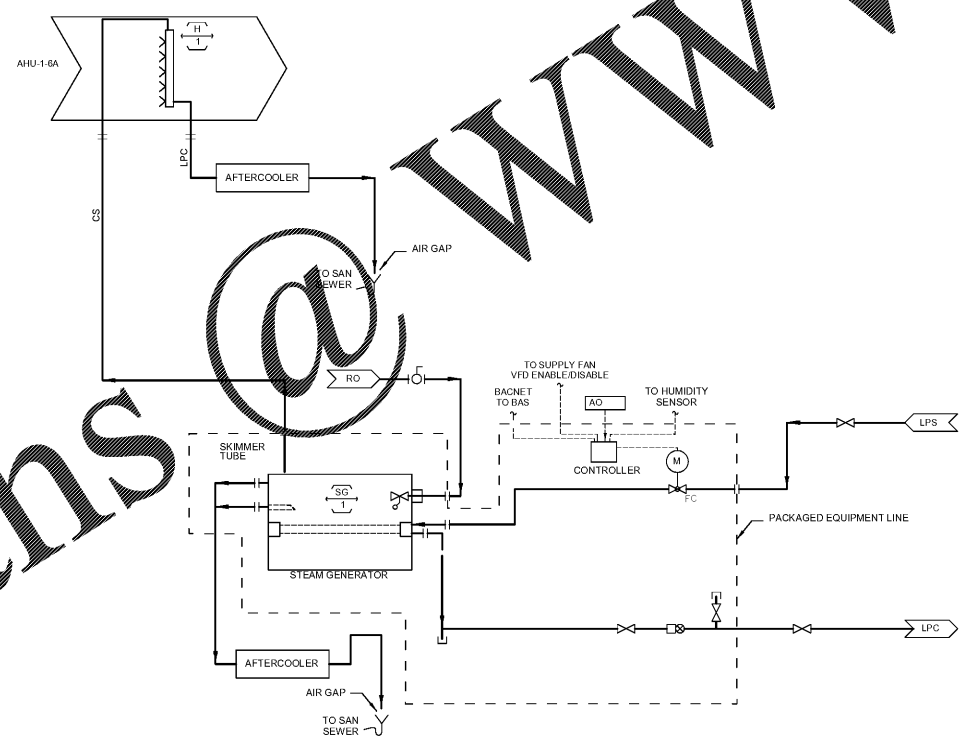 H
1
AHU-1-6A
LPC
AFTERCOOLER
CS
AIR GAP
TO SAN
SEWER
RO
TO SUPPLY FAN
VFD ENABLE/DISABLE
BACNET
TO BAS
AO
TO HUMIDITY
SENSOR
LPS
SKIMMER
TUBE
CONTROLLER
M
FC
SG
1
PACKAGED EQUIPMENT LINE
STEAM GENERATOR
LPC
AFTERCOOLER
AIR GAP
TO SAN
SEWER
ens@www